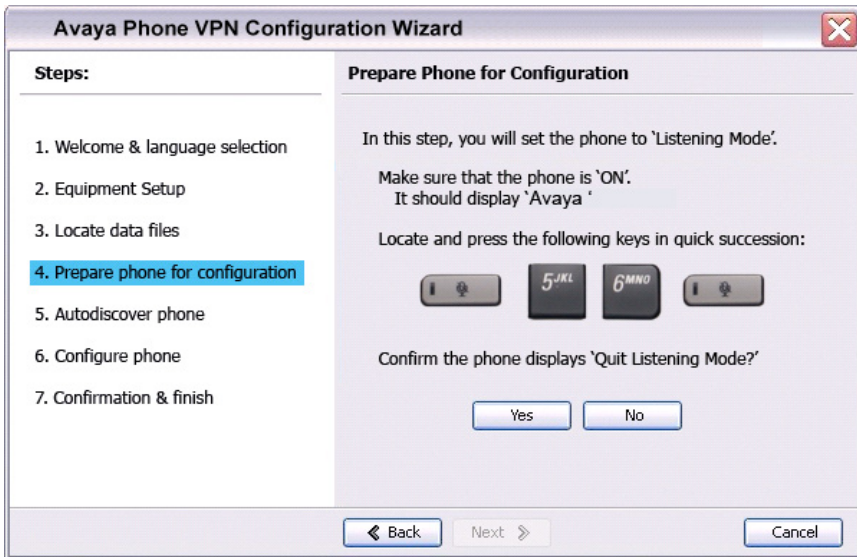 Avaya Phone VPN Configuration Wizard
Steps:
1. Welcome & language selection
2. Equipment Setup
3. Locate data files
4. Prepare phone for configuration
5. Autodiscover phone
6. Configure phone
7. Confirmation & finish
Prepare Phone for Configuration
In this step, you will set the phone to ‘Listening Mode’.
Make sure that the phone is ‘ON’.
It should display ‘Avaya ‘
Locate and press the following keys in quick succession:
5JKL 6MNO
Confirm the phone displays ‘Quit Listening Mode?’
Yes No
Back Next Cancel